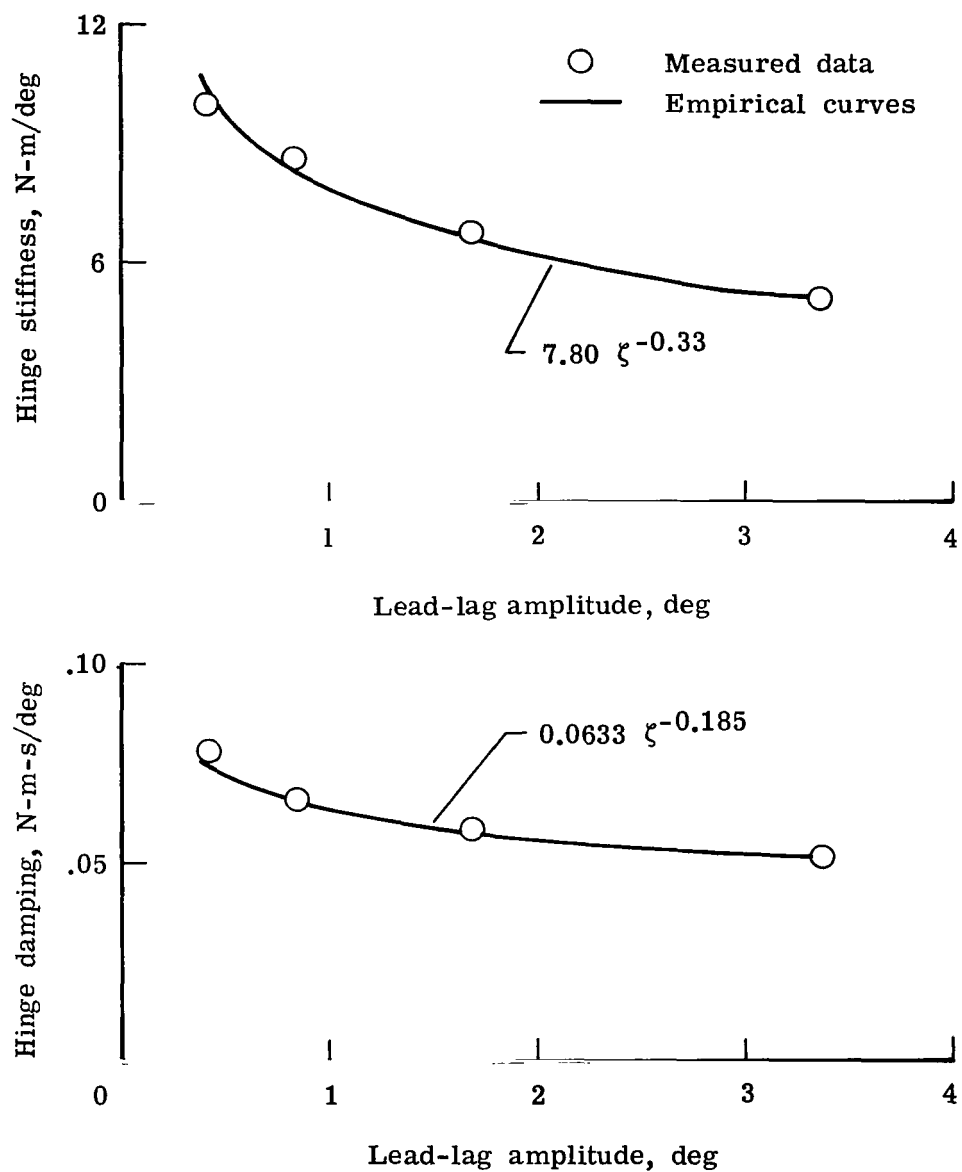 12
Measured data
Empirical curves
Hinge stiffness, N-m/deg
6
7.80 ζ^-0.33
0
1
2
3
4
Lead-lag amplitude, deg
.10
0.0633 ζ^-0.185
Hinge damping, N-m-s/deg
.05
0
1
2
3
4
Lead-lag amplitude, deg